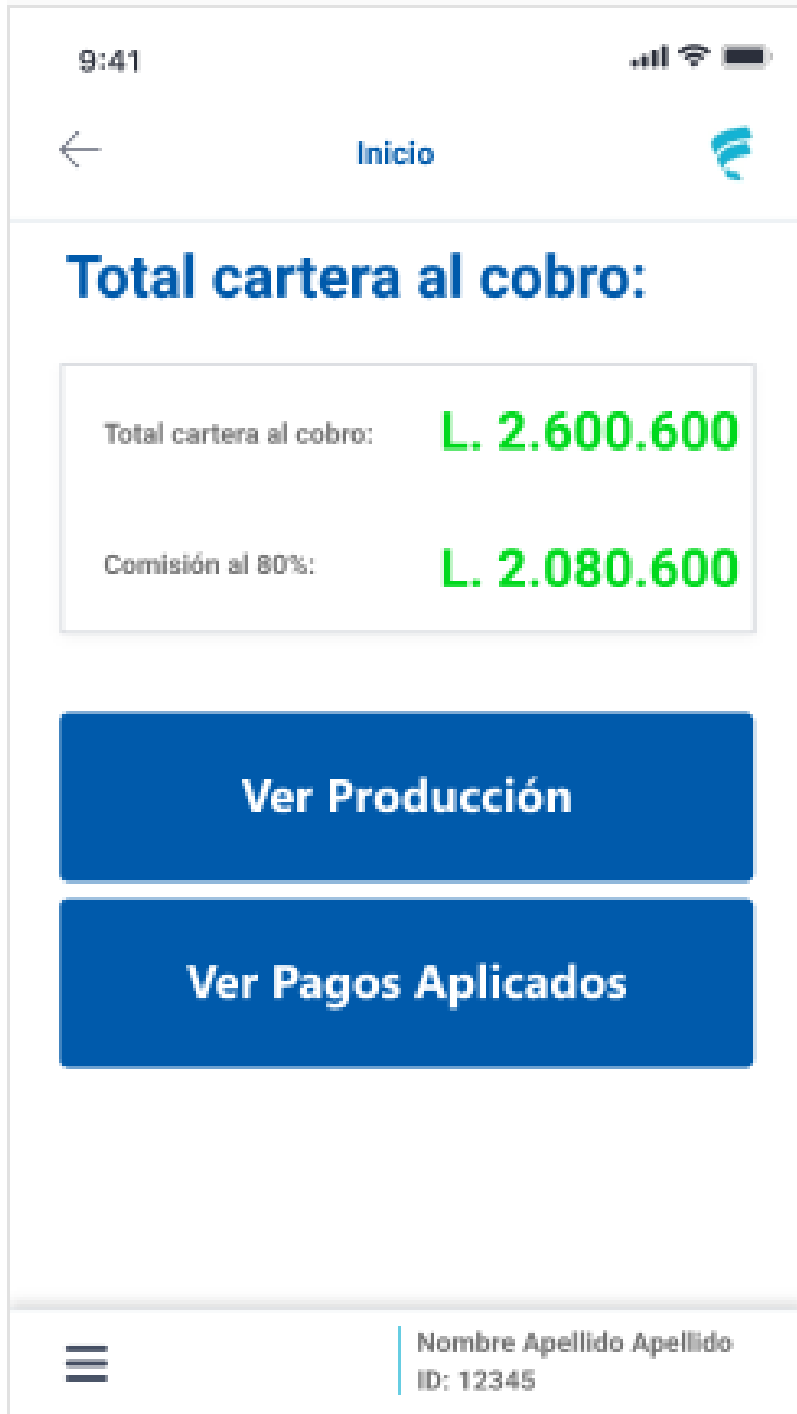 9:41
Inicio
Total cartera al cobro:
Total cartera al cobro: L. 2.600.600
Comisión al 80%: L. 2.080.600
Ver Producción
Ver Pagos Aplicados
Nombre Apellido Apellido
ID: 12345